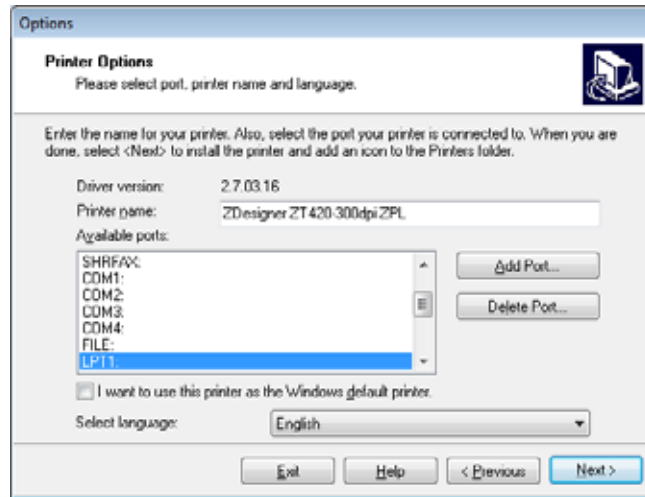 Options
Printer Options
Please select port, printer name and language.
Enter the name for your printer. Also, select the port your printer is connected to. When you are
done, select <Next> to install the printer and add an icon to the Printers folder.
Driver version: 2.7.03.16
Printer name: ZDesigner ZT420-300dpi ZPL
Available ports:
SHRFAX:
COM1:
COM2:
COM3:
COM4:
FILE:
LPT1:
Add Port...
Delete Port...
I want to use this printer as the Windows default printer.
Select language: English
Exit Help < Previous Next >